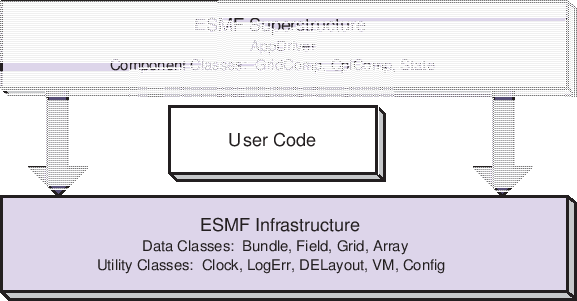 ESMF Superstructure
AppDriver
Component Classes: GridComp, CplComp, State
User Code
ESMF Infrastructure
Data Classes: Bundle, Field, Grid, Array
Utility Classes: Clock, LogErr, DELayout, VM, Config